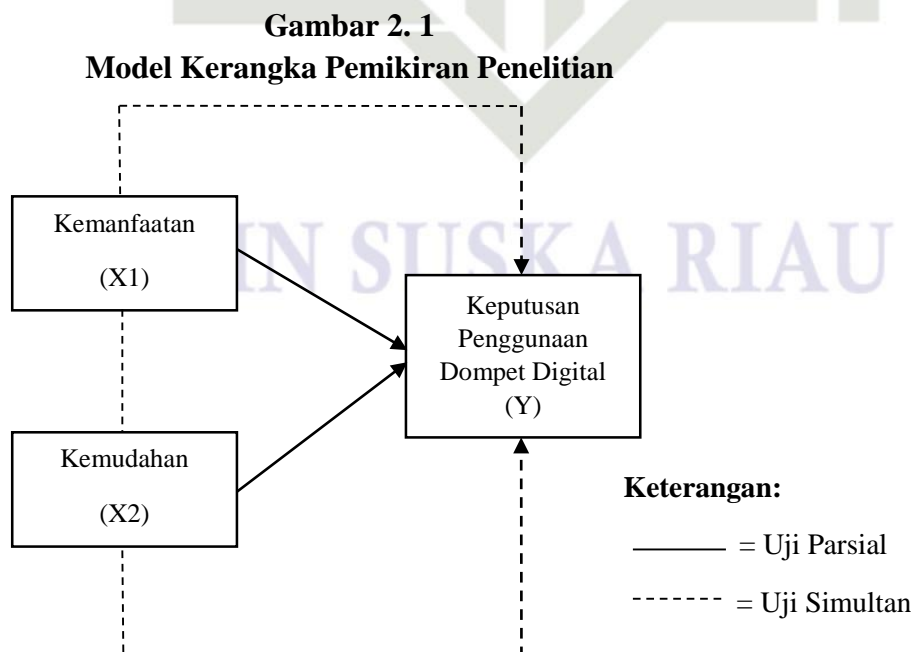 Gambar 2. 1
Model Kerangka Pemikiran Penelitian
Kemanfaatan
(X1)
IN SUSKA RIAU
Keputusan
Penggunaan
Dompet Digital
(Y)
Kemudahan
(X2)
Keterangan:
= Uji Parsial
= Uji Simultan